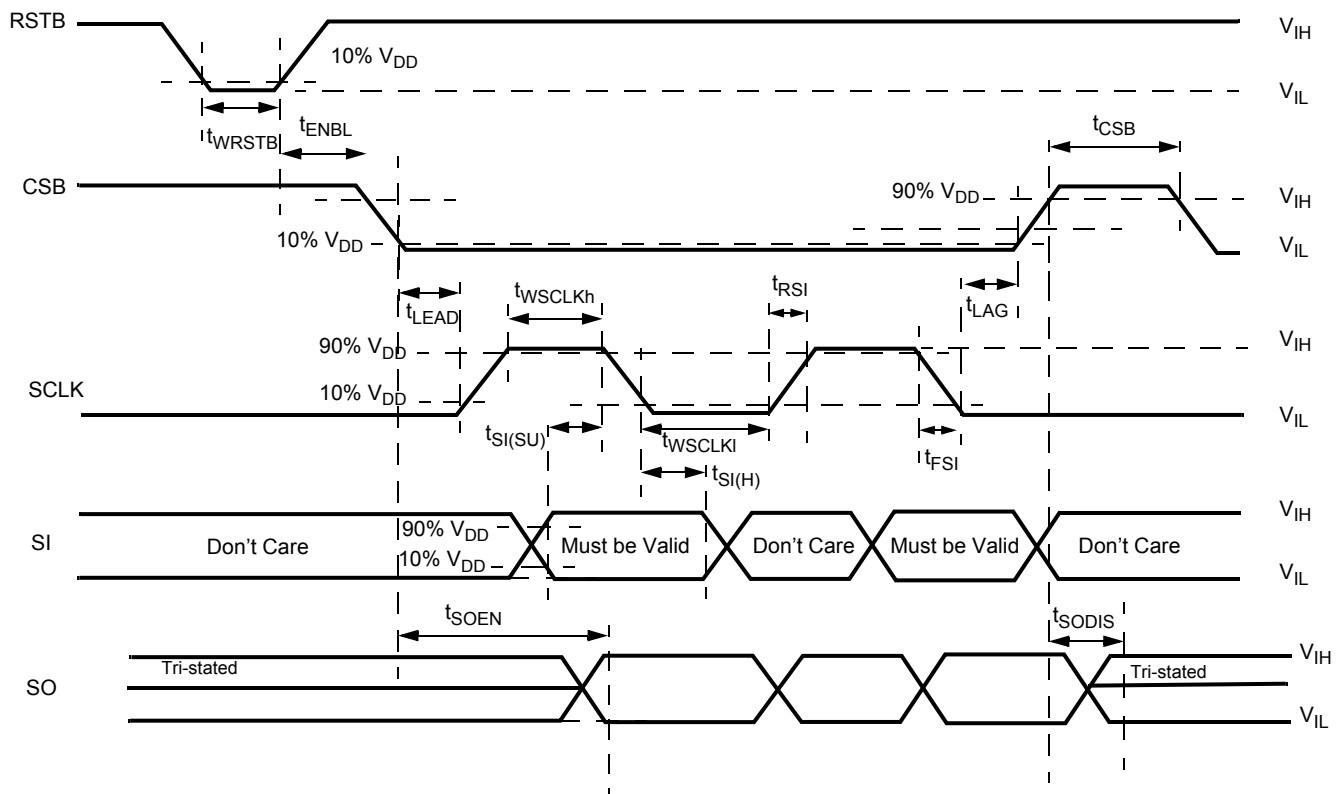 RSTB
VIH
10% VDD
VIL
tWRSTB
tENBL
tCSB
CSB
90% VDD
VIH
10% VDD
VIL
tLEAD
tWSCLKh
tRSI
tLAG
90% VDD
VIH
SCLK
10% VDD
VIL
tSI(SU)
tWSCLKl
tFSI
tSI(H)
VIH
90% VDD
SI
Don't Care
Must be Valid
Don't Care
Must be Valid
Don't Care
10% VDD
VIL
tSOEN
tSODIS
VIH
Tri-stated
Tri-stated
SO
VIL